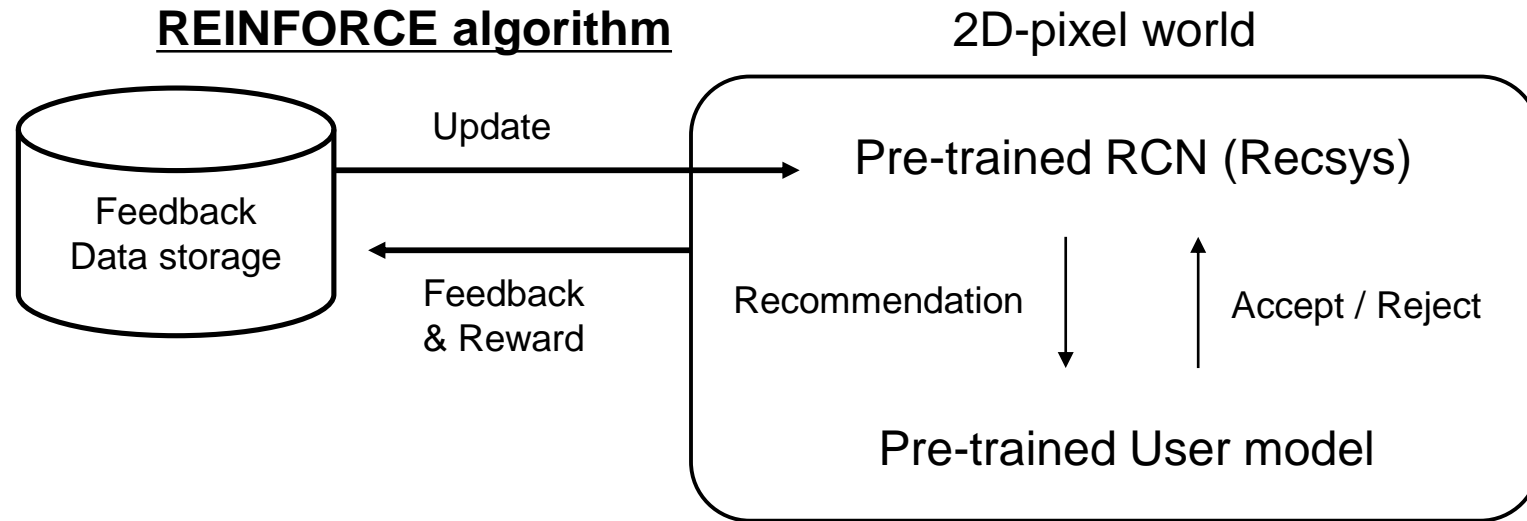 REINFORCE algorithm
2D-pixel world
Update
Pre-trained RCN (Recsys)
Feedback
Data storage
Feedback
& Reward
Recommendation
Accept / Reject
Pre-trained User model